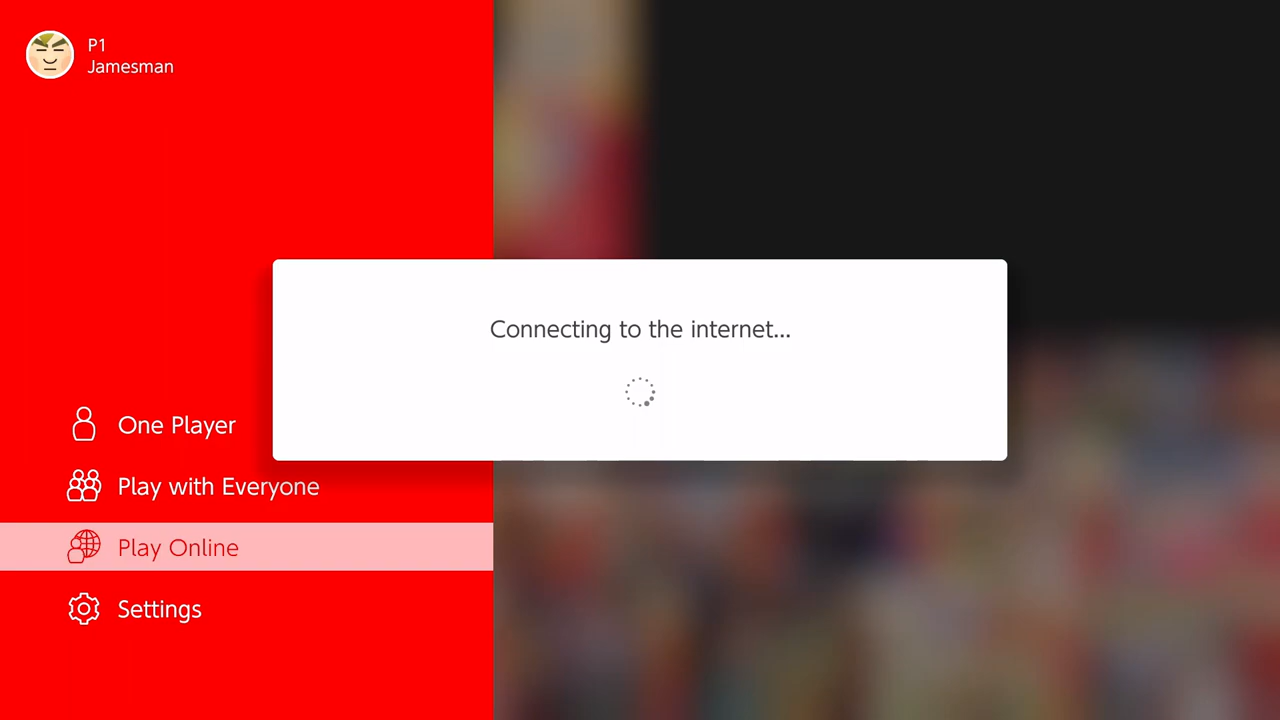 P1
Jamesman
Connecting to the internet...
One Player
Play with Everyone
Play Online
Settings